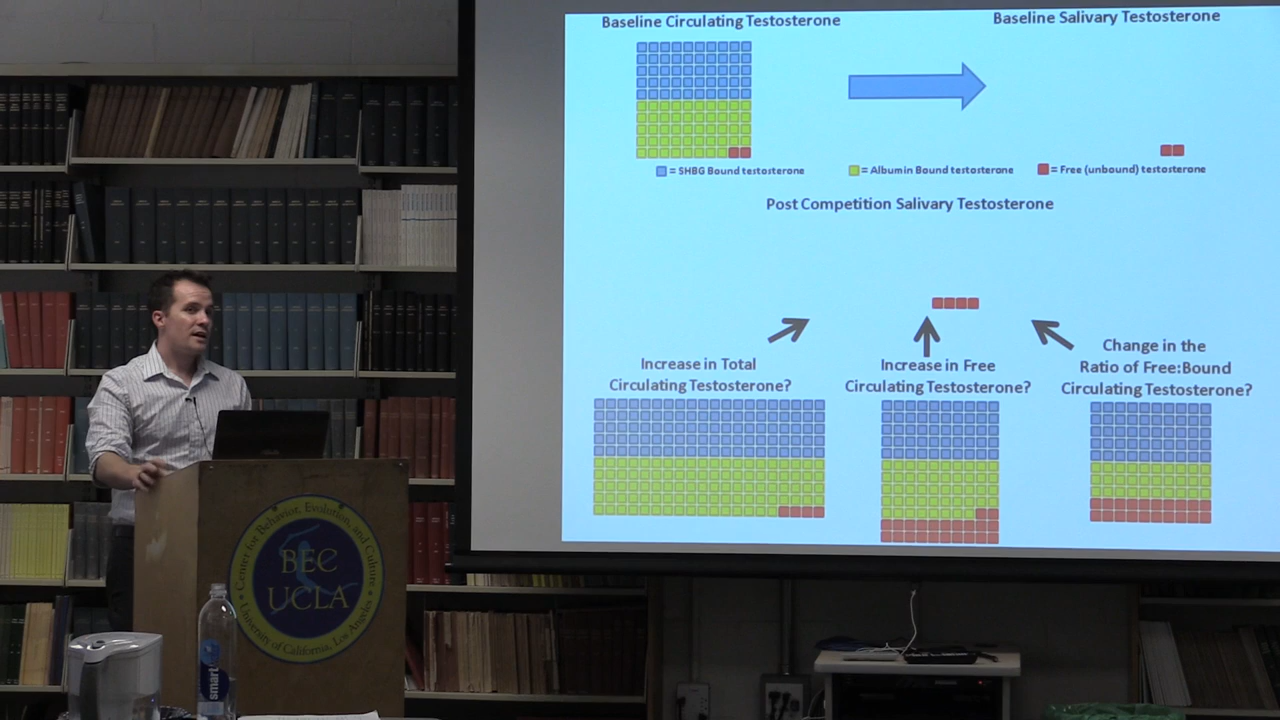 Baseline Circulating Testosterone
Baseline Salivary Testosterone
= SHBG Bound testosterone
= Albumin Bound testosterone
= Free (unbound) testosterone
Post Competition Salivary Testosterone
Increase in Total
Circulating Testosterone?
Increase in Free
Circulating Testosterone?
Change in the
Ratio of Free:Bound
Circulating Testosterone?
Center for Behavior, Evolution, and Culture
BEC
UCLA
University of California, Los Angeles
smart